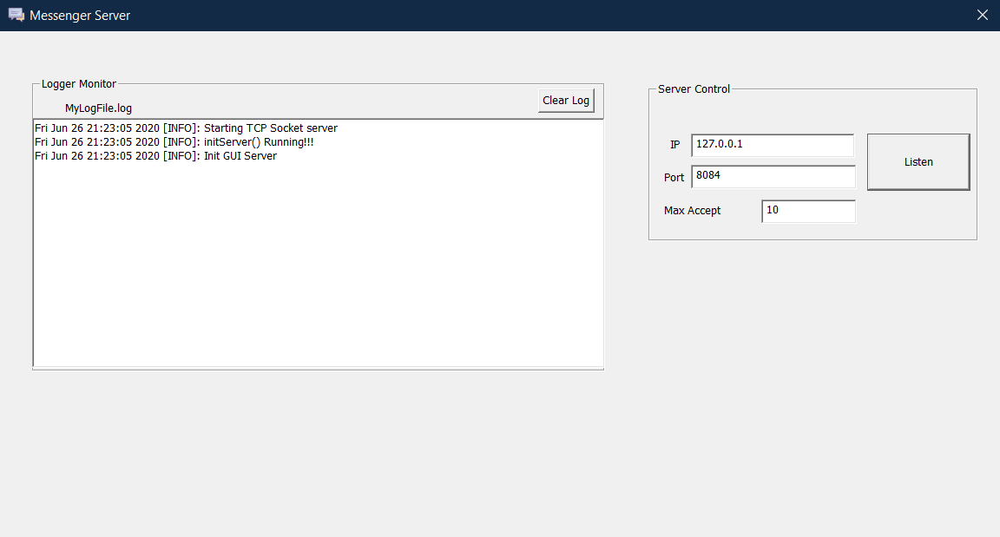 Messenger Server
Logger Monitor
MyLogFile.log
Clear Log
Fri Jun 26 21:23:05 2020 [INFO]: Starting TCP Socket server
Fri Jun 26 21:23:05 2020 [INFO]: initServer() Running!!!
Fri Jun 26 21:23:05 2020 [INFO]: Init GUI Server
Server Control
IP 127.0.0.1
Listen
Port 8084
Max Accept 10